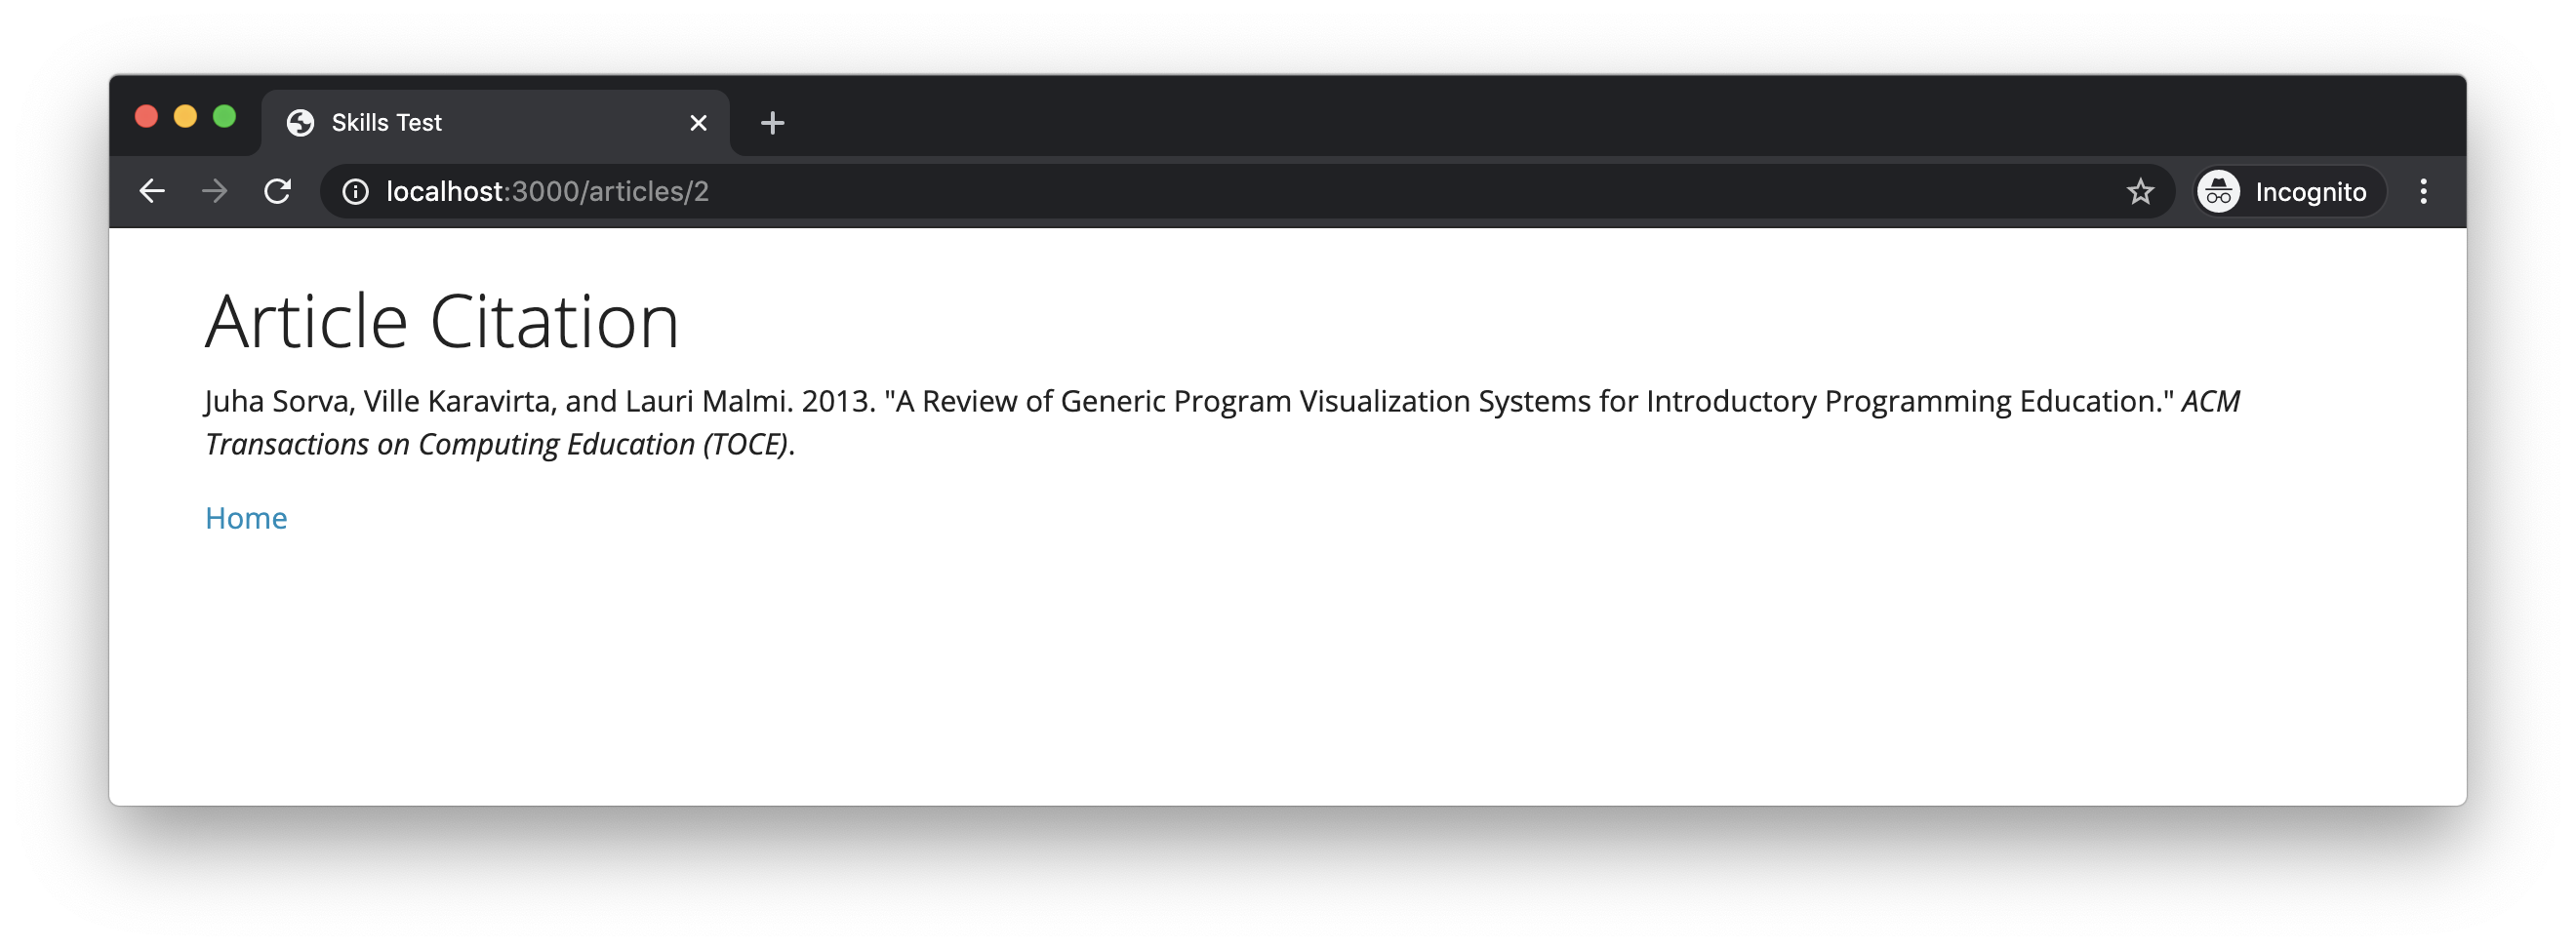 Skills Test
localhost:3000/articles/2
Incognito
Article Citation
Juha Sorva, Ville Karavirta, and Lauri Malmi. 2013. "A Review of Generic Program Visualization Systems for Introductory Programming Education." ACM
Transactions on Computing Education (TOCE).
Home